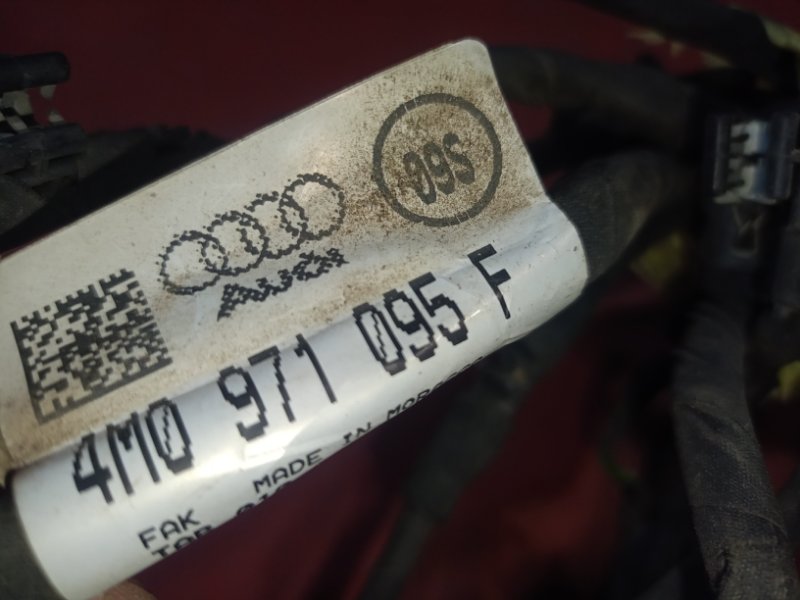 09S
Audi
4M0 971 095 F
FAK MADE IN MOROCCO